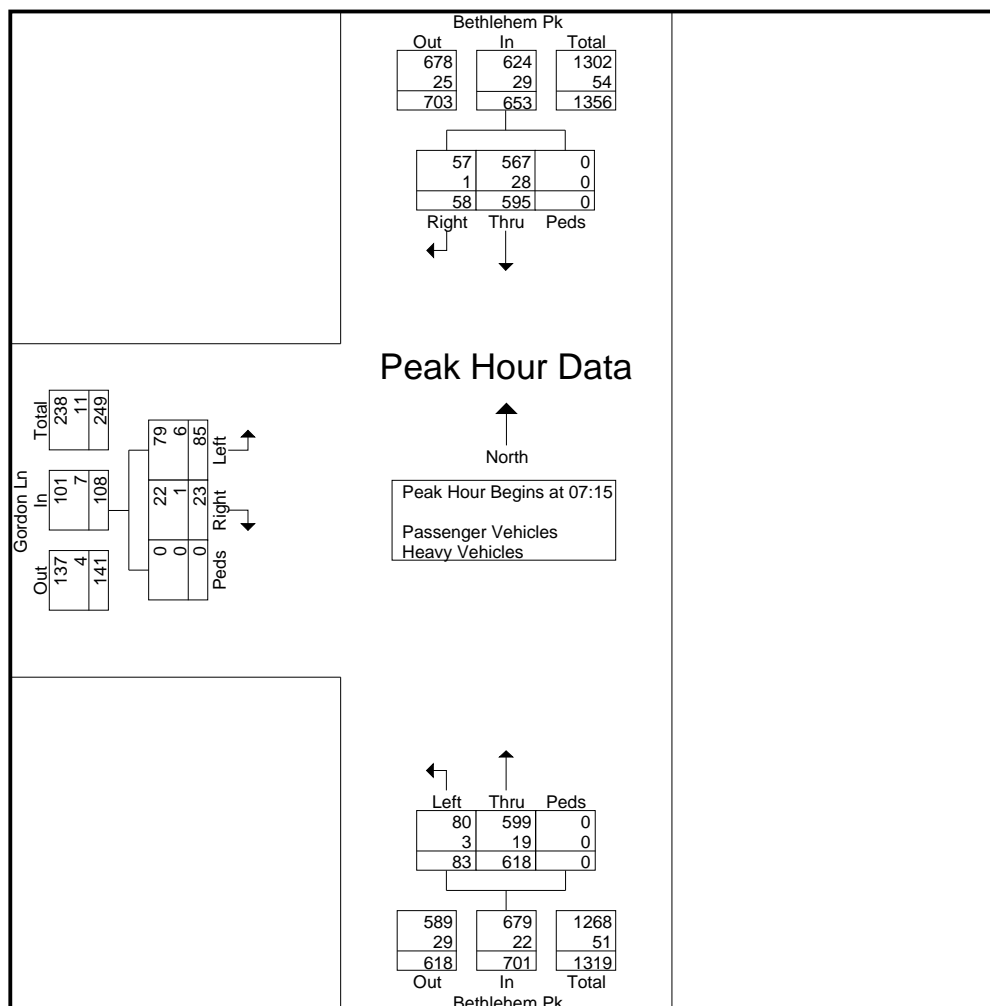 Bethlehem Pk
Out In Total
678 624 1302
25 29 54
703 653 1356
57 567 0
1 28 0
58 595 0
Right Thru Peds
Peak Hour Data
North
Peak Hour Begins at 07:15
Passenger Vehicles
Heavy Vehicles
Gordon Ln
Out In Total
137 101 238
4 7 11
141 108 249
0 22 79
0 1 6
0 23 85
Peds Right Left
Left Thru Peds
80 599 0
3 19 0
83 618 0
589 679 1268
29 22 51
618 701 1319
Out In Total
Bethlehem Pk